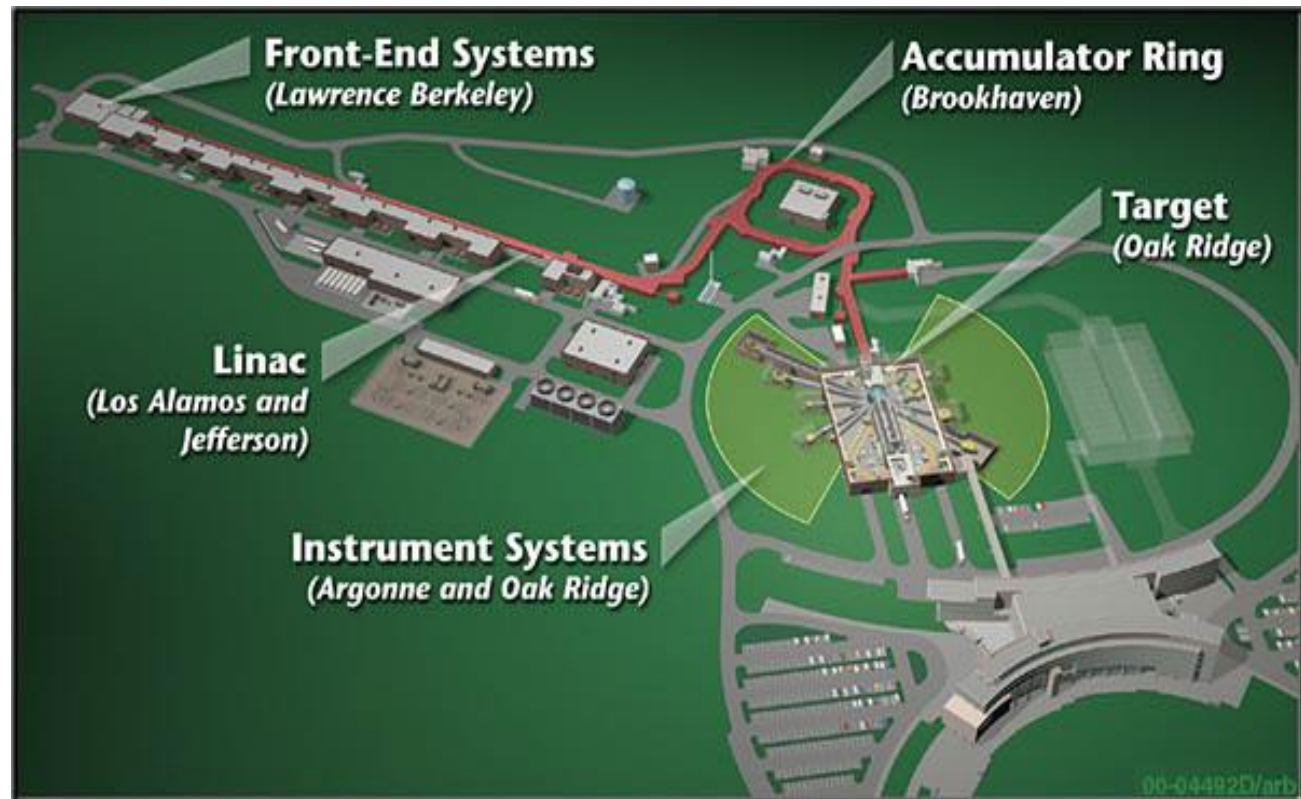 Front-End Systems
(Lawrence Berkeley)
Accumulator Ring
(Brookhaven)
Target
(Oak Ridge)
Linac
(Los Alamos and
Jefferson)
Instrument Systems
(Argonne and Oak Ridge)
00-04492D/arb